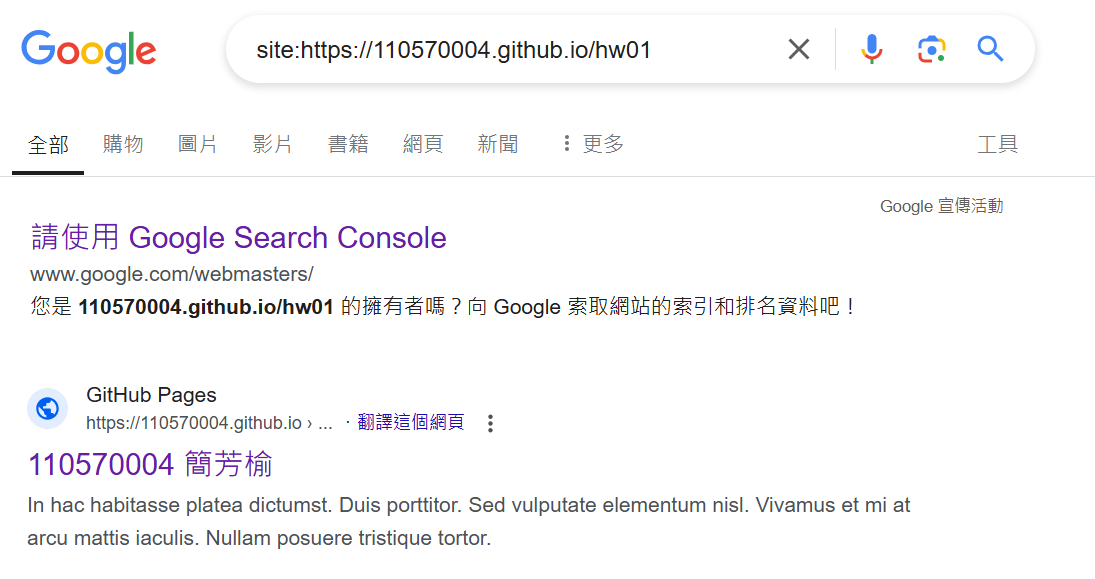 Google
site:https://110570004.github.io/hw01
全部 購物 圖片 影片 書籍 網頁 新聞 更多 工具
Google 宣傳活動
請使用 Google Search Console
www.google.com/webmasters/
您是 110570004.github.io/hw01 的擁有者嗎？向 Google 索取網站的索引和排名資料吧！
GitHub Pages
https://110570004.github.io › ... · 翻譯這個網頁
110570004 簡芳榆
In hac habitasse platea dictumst. Duis porttitor. Sed vulputate elementum nisl. Vivamus et mi at
arcu mattis iaculis. Nullam posuere tristique tortor.